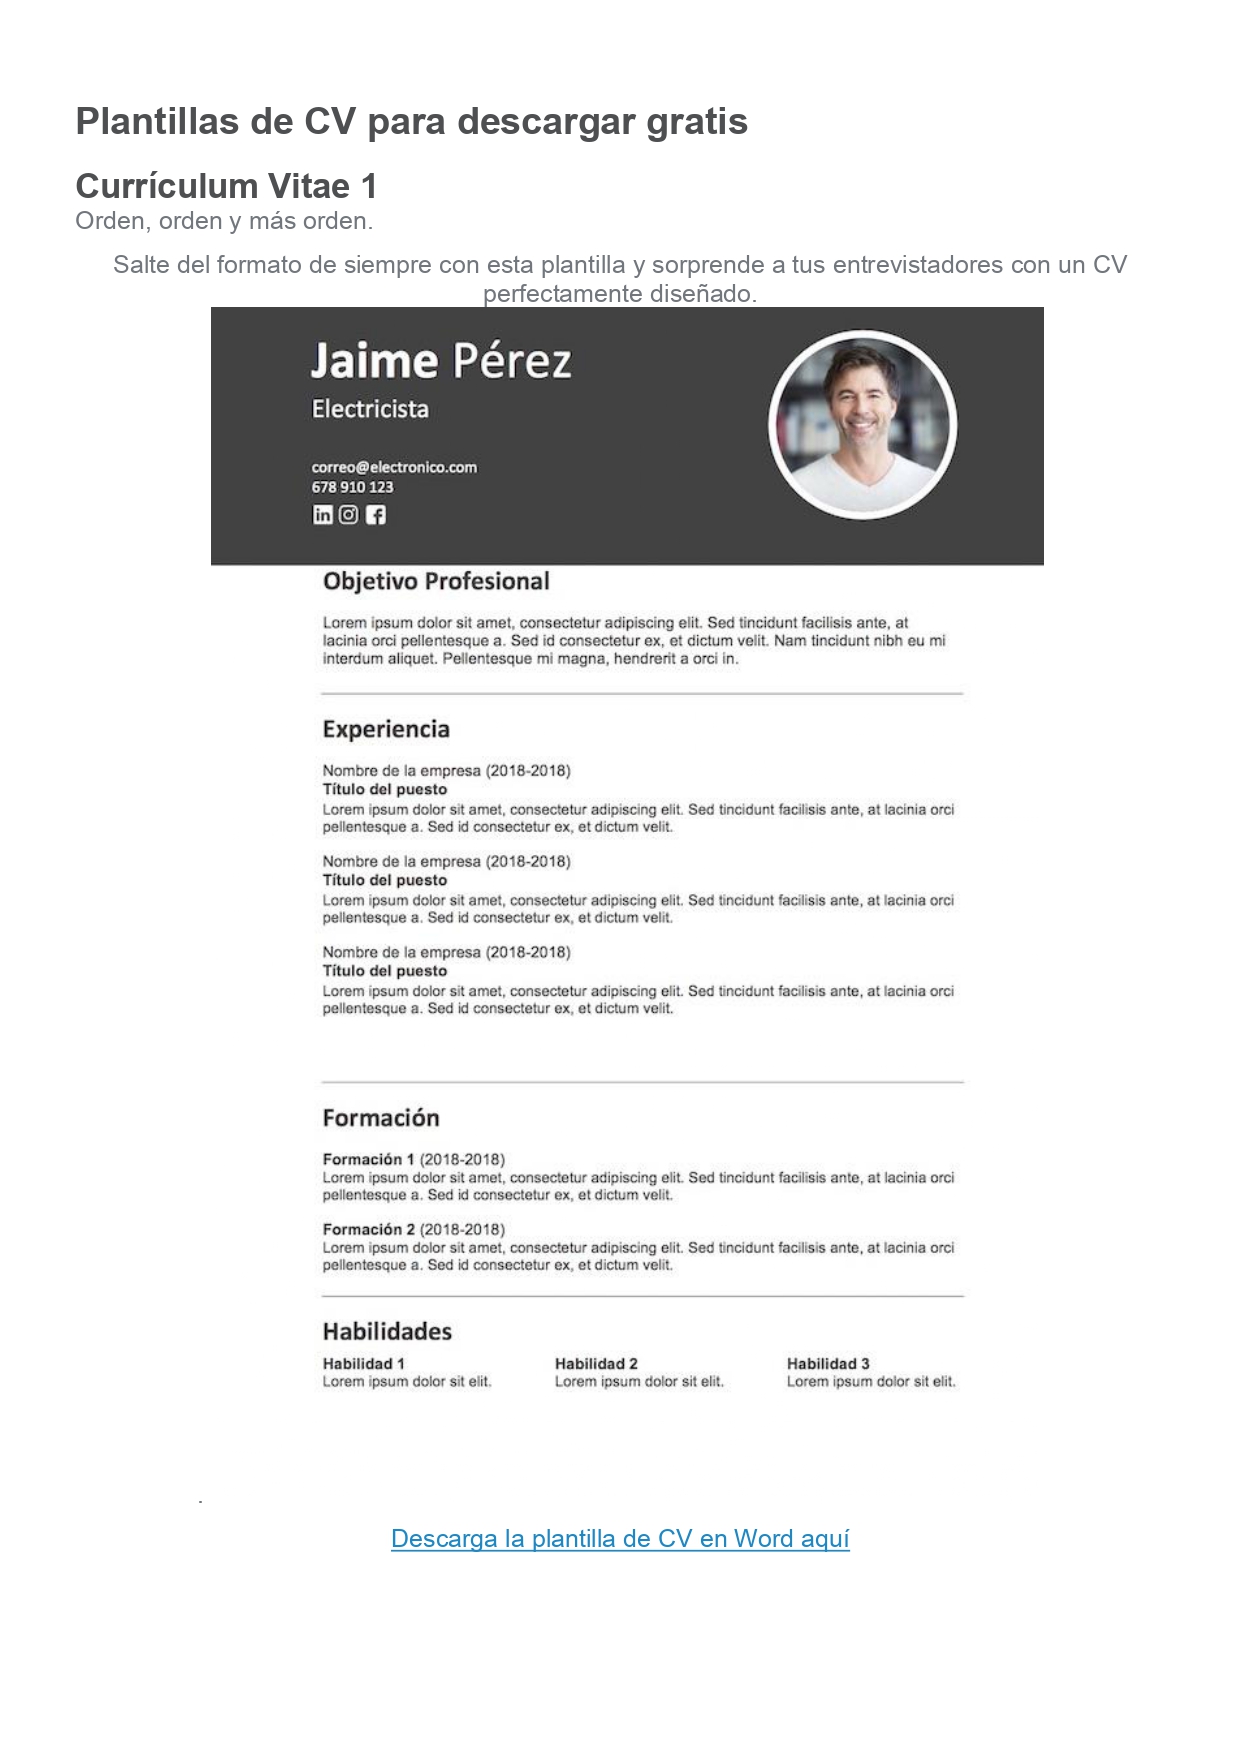 Plantillas de CV para descargar gratis
Currículum Vitae 1
Orden, orden y más orden.
Salte del formato de siempre con esta plantilla y sorprende a tus entrevistadores con un CV
perfectamente diseñado.
Jaime Pérez
Electricista
correo@electronico.com
678 910 123
in f
Objetivo Profesional
Lorem ipsum dolor sit amet, consectetur adipiscing elit. Sed tincidunt facilisis ante, at
lacinia orci pellentesque a. Sed id consectetur ex, et dictum velit. Nam tincidunt nibh eu mi
interdum aliquet. Pellentesque mi magna, hendrerit a orci in.
Experiencia
Nombre de la empresa (2018-2018)
Título del puesto
Lorem ipsum dolor sit amet, consectetur adipiscing elit. Sed tincidunt facilisis ante, at lacinia orci
pellentesque a. Sed id consectetur ex, et dictum velit.
Nombre de la empresa (2018-2018)
Título del puesto
Lorem ipsum dolor sit amet, consectetur adipiscing elit. Sed tincidunt facilisis ante, at lacinia orci
pellentesque a. Sed id consectetur ex, et dictum velit.
Nombre de la empresa (2018-2018)
Título del puesto
Lorem ipsum dolor sit amet, consectetur adipiscing elit. Sed tincidunt facilisis ante, at lacinia orci
pellentesque a. Sed id consectetur ex, et dictum velit.
Formación
Formación 1 (2018-2018)
Lorem ipsum dolor sit amet, consectetur adipiscing elit. Sed tincidunt facilisis ante, at lacinia orci
pellentesque a. Sed id consectetur ex, et dictum velit.
Formación 2 (2018-2018)
Lorem ipsum dolor sit amet, consectetur adipiscing elit. Sed tincidunt facilisis ante, at lacinia orci
pellentesque a. Sed id consectetur ex, et dictum velit.
Habilidades
Habilidad 1 Habilidad 2 Habilidad 3
Lorem ipsum dolor sit elit. Lorem ipsum dolor sit elit. Lorem ipsum dolor sit elit.
.
Descarga la plantilla de CV en Word aquí